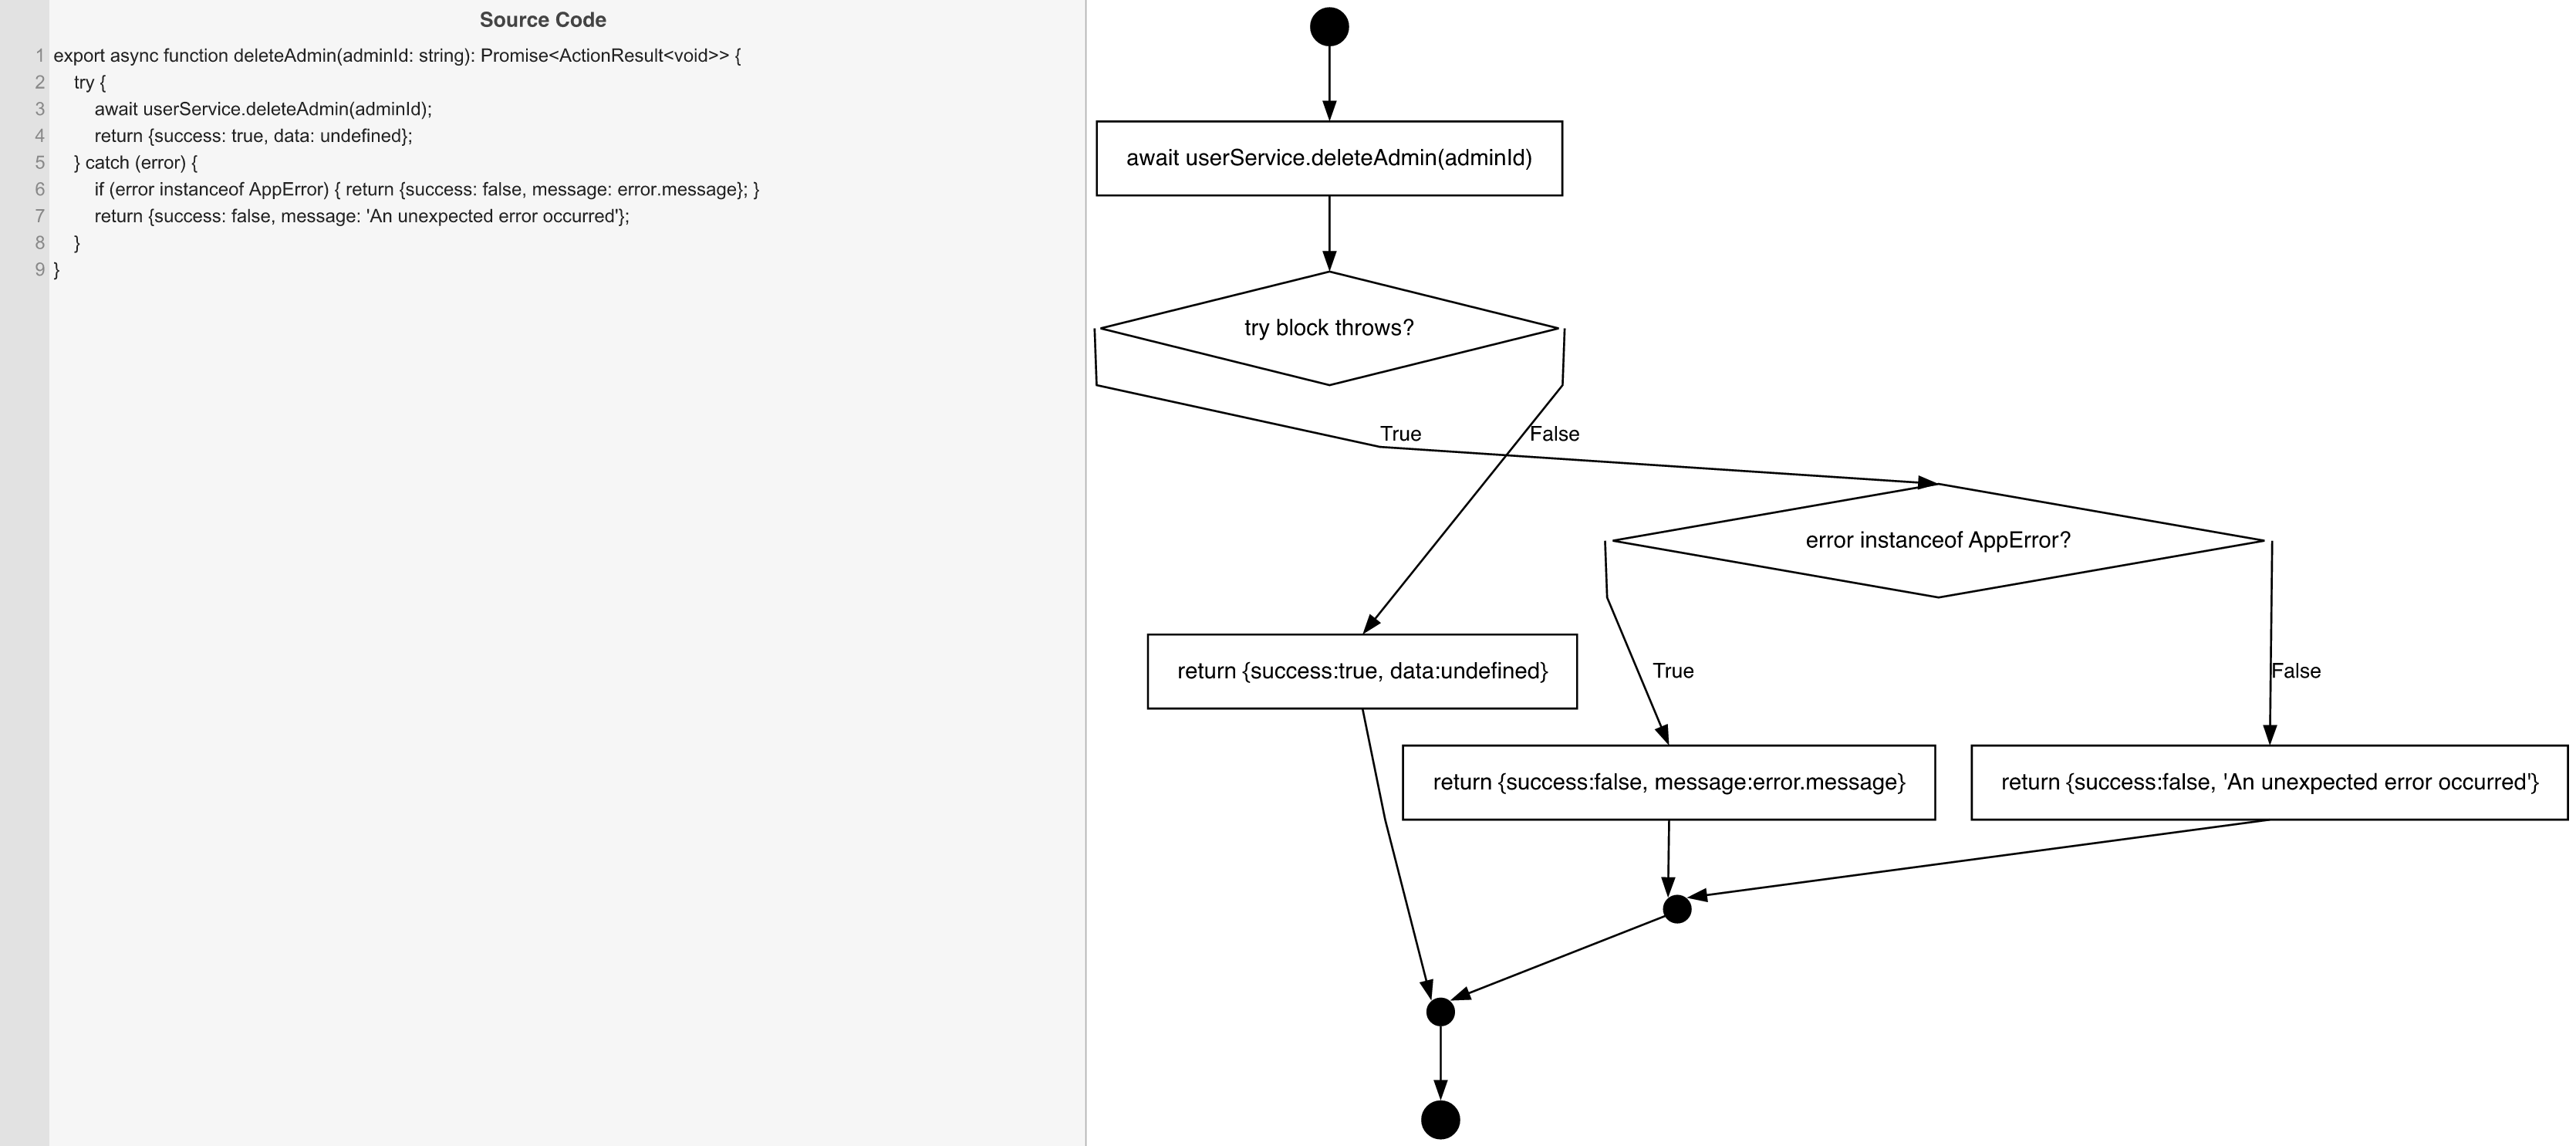 Source Code
1 export async function deleteAdmin(adminId: string): Promise<ActionResult<void>> {
2 try {
3 await userService.deleteAdmin(adminId);
4 return {success: true, data: undefined};
5 } catch (error) {
6 if (error instanceof AppError) { return {success: false, message: error.message}; }
7 return {success: false, message: 'An unexpected error occurred'};
8 }
9 }
await userService.deleteAdmin(adminId)
try block throws?
True
False
error instanceof AppError?
return {success:true, data:undefined}
True
False
return {success:false, message:error.message}
return {success:false, 'An unexpected error occurred'}